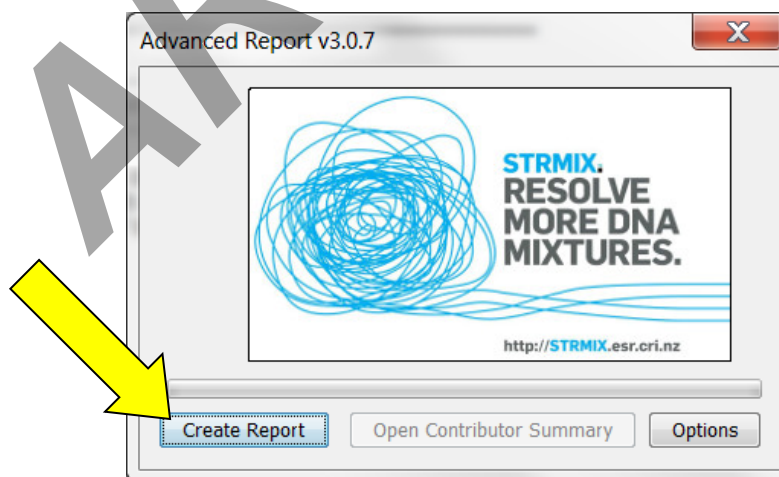 Advanced Report v3.0.7
STRMIX.
RESOLVE
MORE DNA
MIXTURES.
http://STRMIX.esr.cri.nz
Create Report
Open Contributor Summary
Options